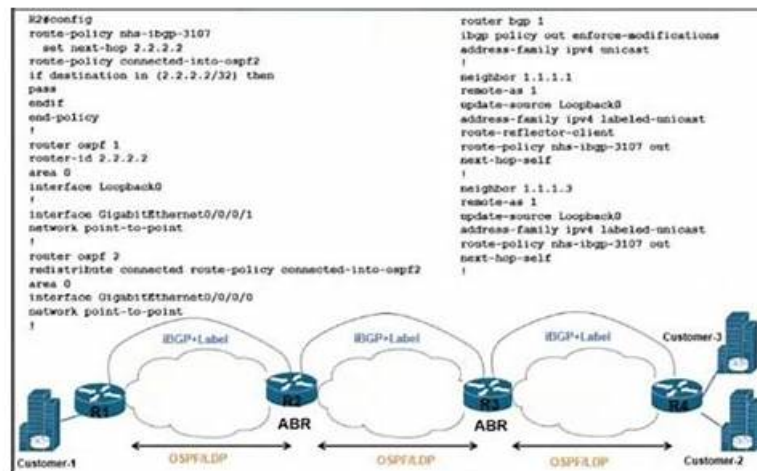 R2#config
route-policy nhs-ibgp-3107
set next-hop 2.2.2.2
route-policy connected-into-ospf2
if destination in (2.2.2.2/32) then
pass
endif
end-policy
!
router ospf 1
router-id 2.2.2.2
area 0
interface Loopback0
!
interface GigabitEthernet0/0/0/1
network point-to-point
!
router ospf 2
redistribute connected route-policy connected-into-ospf2
area 0
interface GigabitEthernet0/0/0/0
network point-to-point
!
router bgp 1
ibgp policy out enforce-modifications
address-family ipv4 unicast
!
neighbor 1.1.1.1
remote-as 1
update-source Loopback0
address-family ipv4 labeled-unicast
route-reflector-client
route-policy nhs-ibgp-3107 out
next-hop-self
!
neighbor 1.1.1.3
remote-as 1
update-source Loopback0
address-family ipv4 labeled-unicast
route-policy nhs-ibgp-3107 out
next-hop-self
!
iBGP+Label iBGP+Label iBGP+Label
Customer-3
R1 R2 R3 R4
ABR ABR
OSPF/LDP OSPF/LDP OSPF/LDP
Customer-1 Customer-2